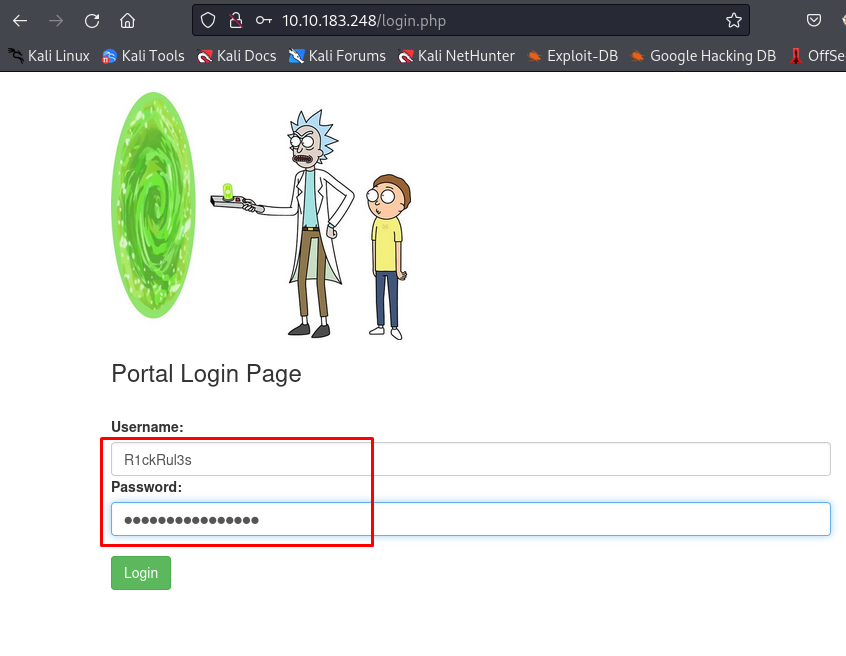 10.10.183.248/login.php
Kali Linux Kali Tools Kali Docs Kali Forums Kali NetHunter Exploit-DB Google Hacking DB OffSe
Portal Login Page
Username:
R1ckRul3s
Password:
●●●●●●●●●●●●●●●●
Login